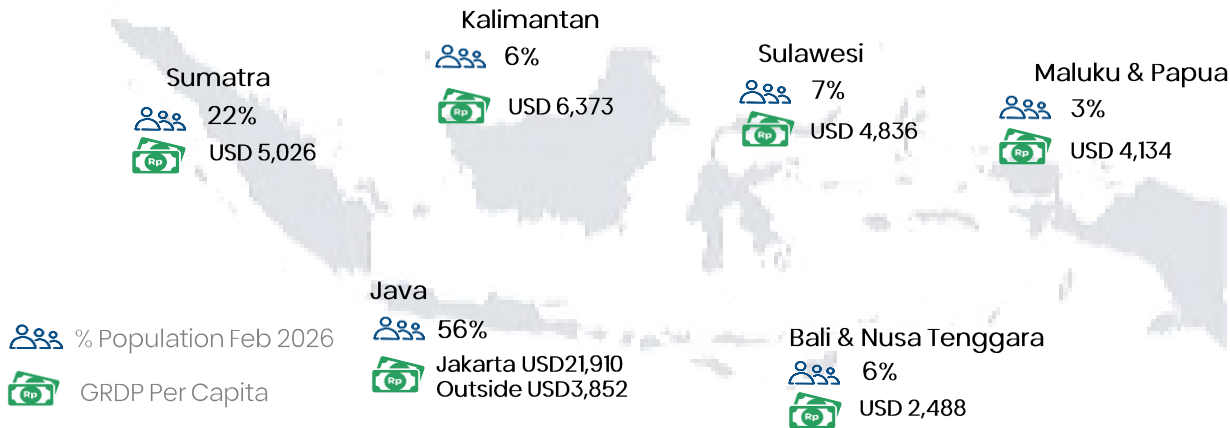 Kalimantan
6%
USD 6,373
Sumatra
22%
USD 5,026
Sulawesi
7%
USD 4,836
Maluku & Papua
3%
USD 4,134
Java
56%
Jakarta USD21,910
Outside USD3,852
Bali & Nusa Tenggara
6%
USD 2,488
% Population Feb 2026
Rp GRDP Per Capita